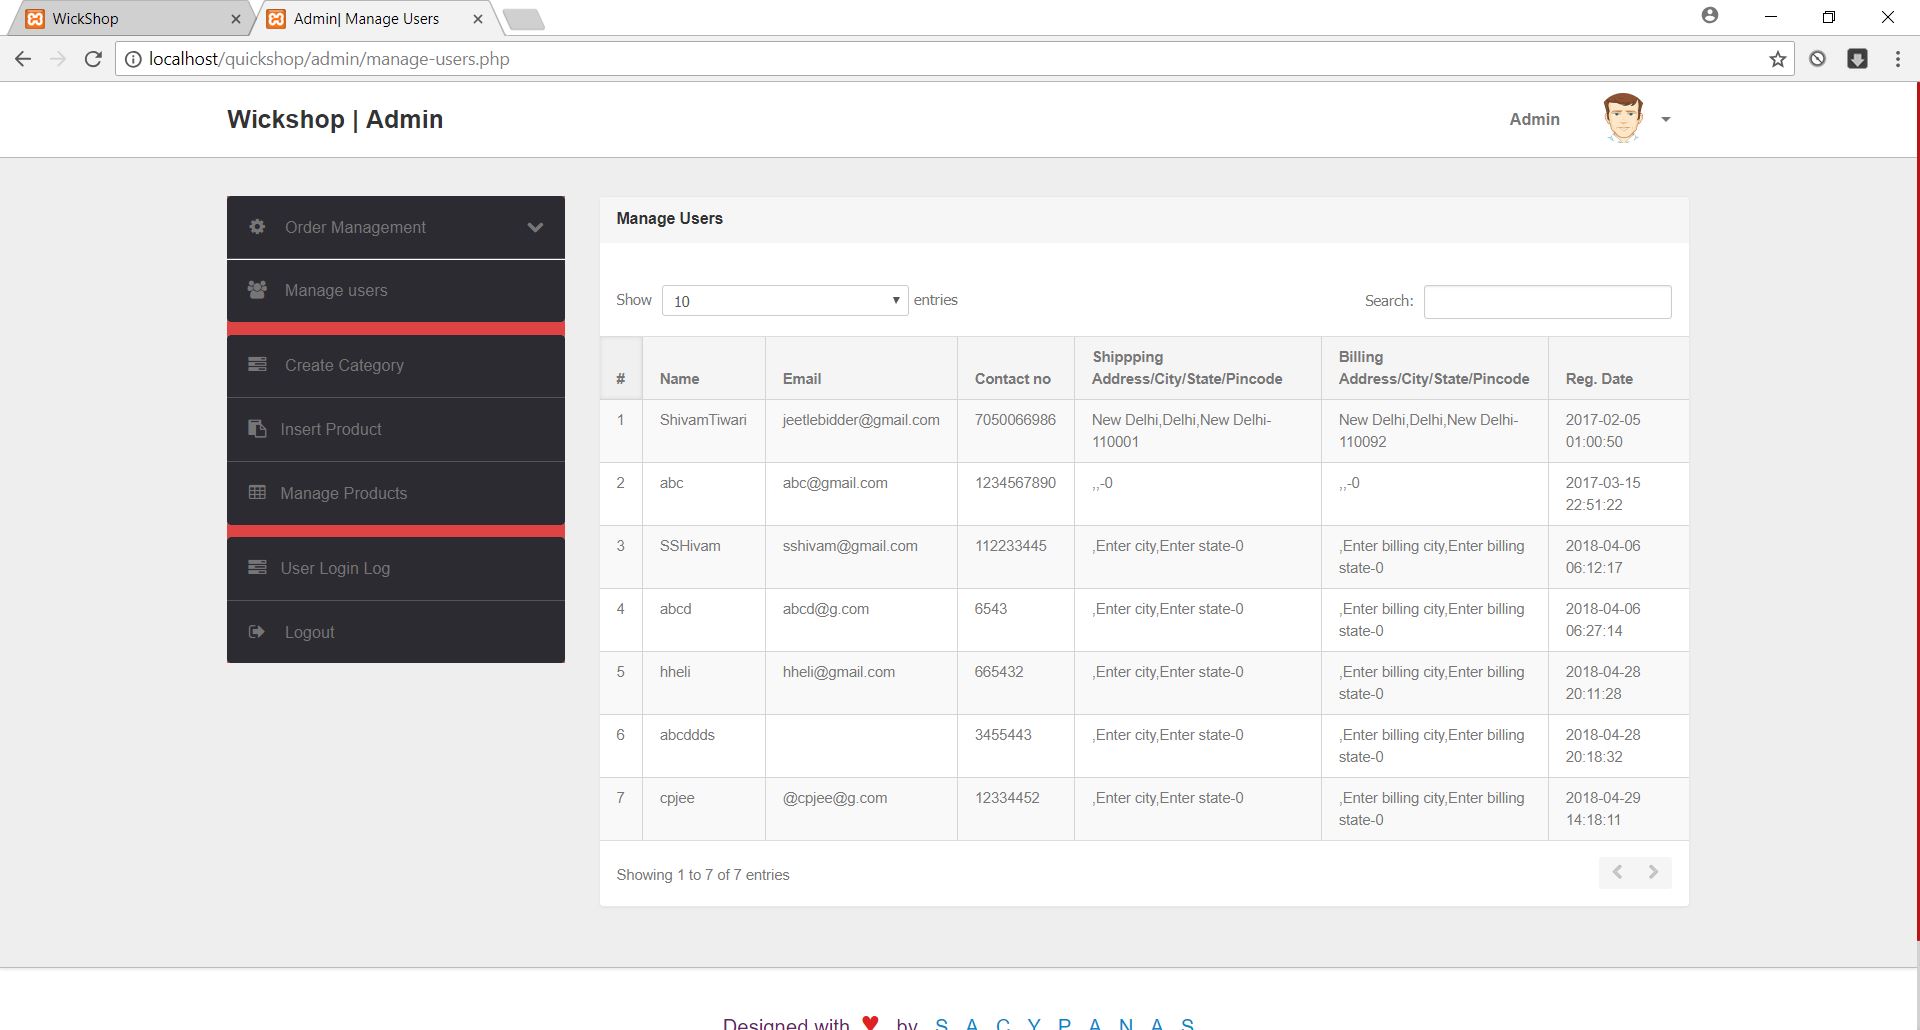 WickShop
Admin| Manage Users
localhost/quickshop/admin/manage-users.php
Wickshop | Admin
Admin
Order Management
Manage users
Create Category
Insert Product
Manage Products
User Login Log
Logout
Manage Users
Show 10 entries
Search:
# Name Email Contact no Shippping Address/City/State/Pincode Billing Address/City/State/Pincode Reg. Date
1 ShivamTiwari jeetlebidder@gmail.com 7050066986 New Delhi,Delhi,New Delhi-110001 New Delhi,Delhi,New Delhi-110092 2017-02-05 01:00:50
2 abc abc@gmail.com 1234567890 ,,-0 ,,-0 2017-03-15 22:51:22
3 SSHivam sshivam@gmail.com 112233445 ,Enter city,Enter state-0 ,Enter billing city,Enter billing state-0 2018-04-06 06:12:17
4 abcd abcd@g.com 6543 ,Enter city,Enter state-0 ,Enter billing city,Enter billing state-0 2018-04-06 06:27:14
5 hheli hheli@gmail.com 665432 ,Enter city,Enter state-0 ,Enter billing city,Enter billing state-0 2018-04-28 20:11:28
6 abcddds 3455443 ,Enter city,Enter state-0 ,Enter billing city,Enter billing state-0 2018-04-28 20:18:32
7 cpjee @cpjee@g.com 12334452 ,Enter city,Enter state-0 ,Enter billing city,Enter billing state-0 2018-04-29 14:18:11
Showing 1 to 7 of 7 entries
Designed with ♥ by S A C Y P A N A S